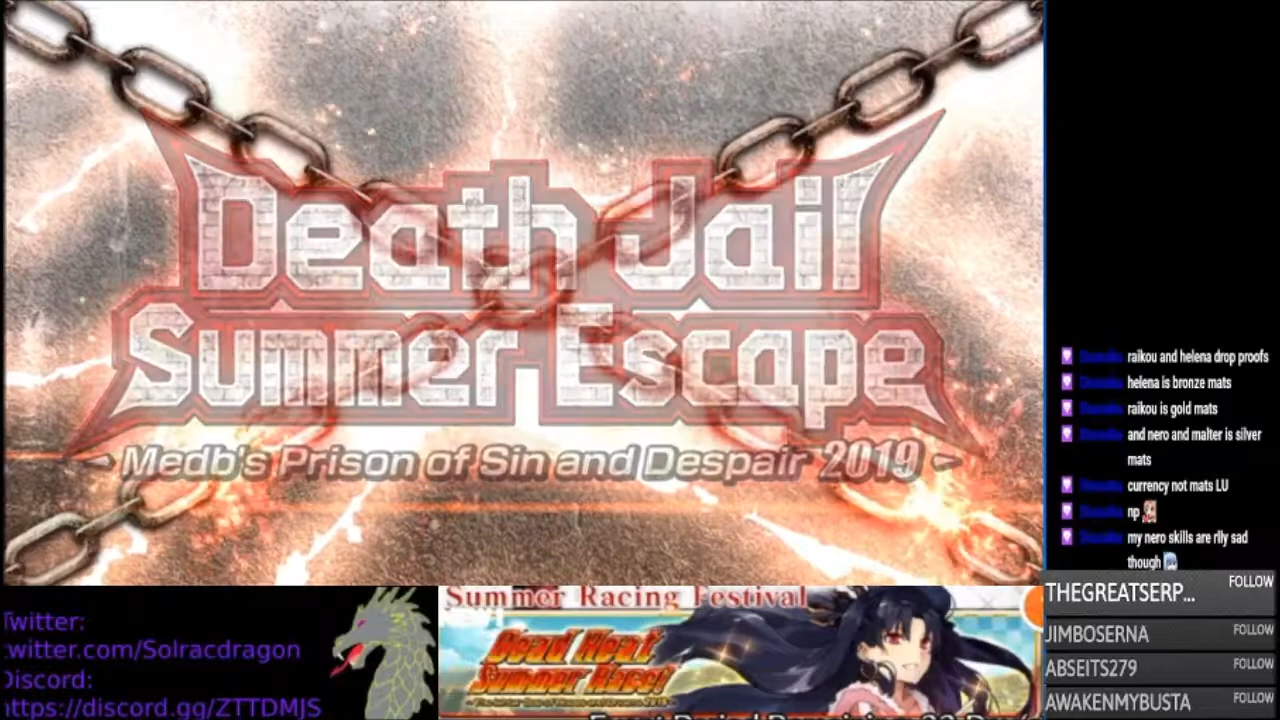 Death Jail
Summer Escape
Medb's Prison of Sin and Despair 2019
raikou and helena drop proofs
helena is bronze mats
raikou is gold mats
and nero and malter is silver
mats
currency not mats LU
np
my nero skills are rlly sad
though
THEGREATSERP... FOLLOW
JIMBOSERNA FOLLOW
ABSEITS279 FOLLOW
AWAKENMYBUSTA FOLLOW
Twitter:
twitter.com/Solracdragon
Discord:
https://discord.gg/ZTTDMJS
Summer Racing Festival
Dead Heat
Summer Race!